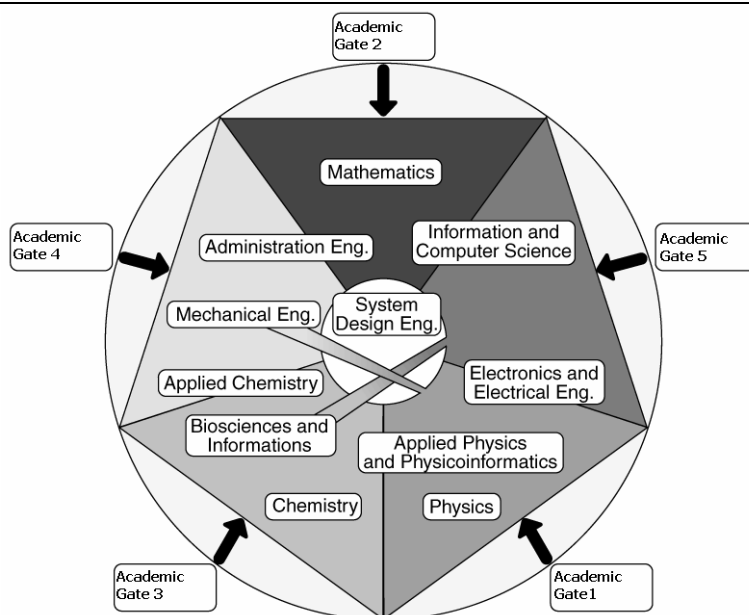 Academic
Gate 2
Mathematics
Information and
Computer Science
Academic
Gate 4
Administration Eng.
Academic
Gate 5
System
Design Eng.
Mechanical Eng.
Electronics and
Electrical Eng.
Applied Chemistry
Biosciences and
Informations
Applied Physics
and Physicoinformatics
Chemistry
Physics
Academic
Gate 3
Academic
Gate1